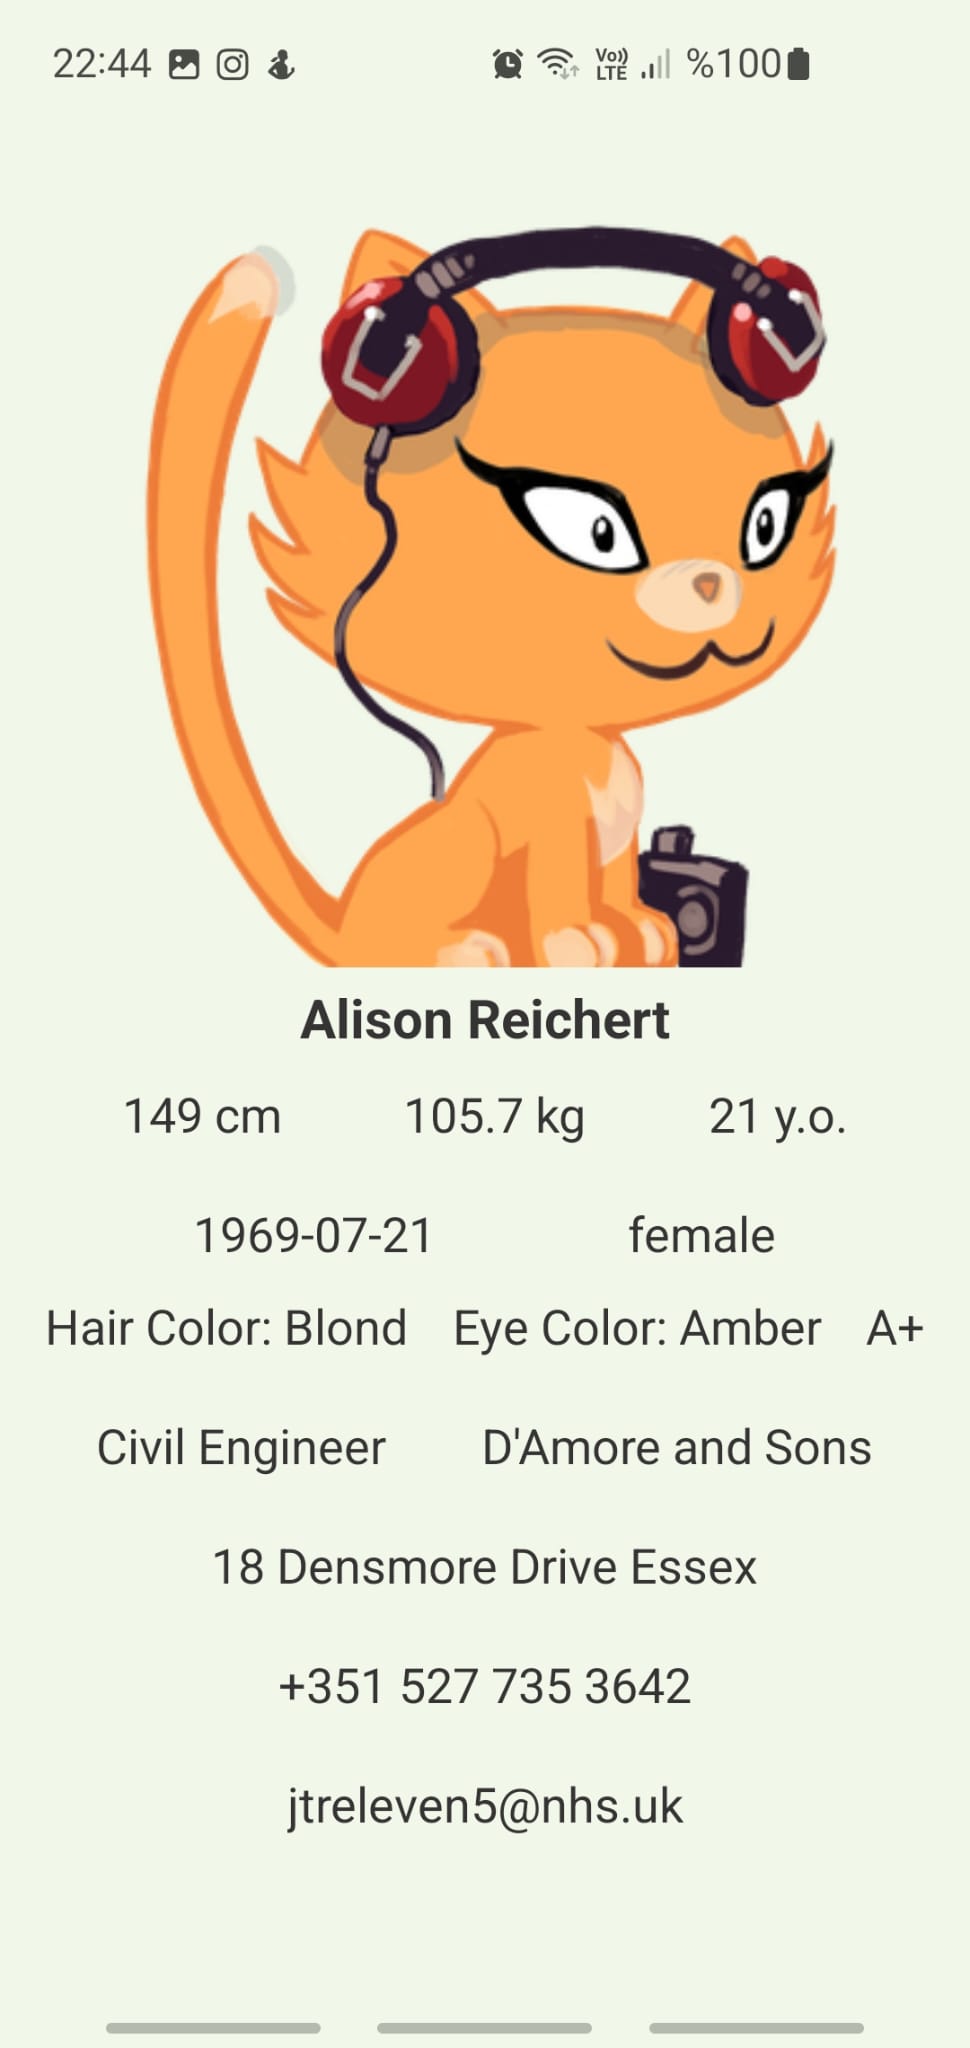 22:44 Vo)) LTE %100
Alison Reichert
149 cm 105.7 kg 21 y.o.
1969-07-21 female
Hair Color: Blond Eye Color: Amber A+
Civil Engineer D'Amore and Sons
18 Densmore Drive Essex
+351 527 735 3642
jtreleven5@nhs.uk